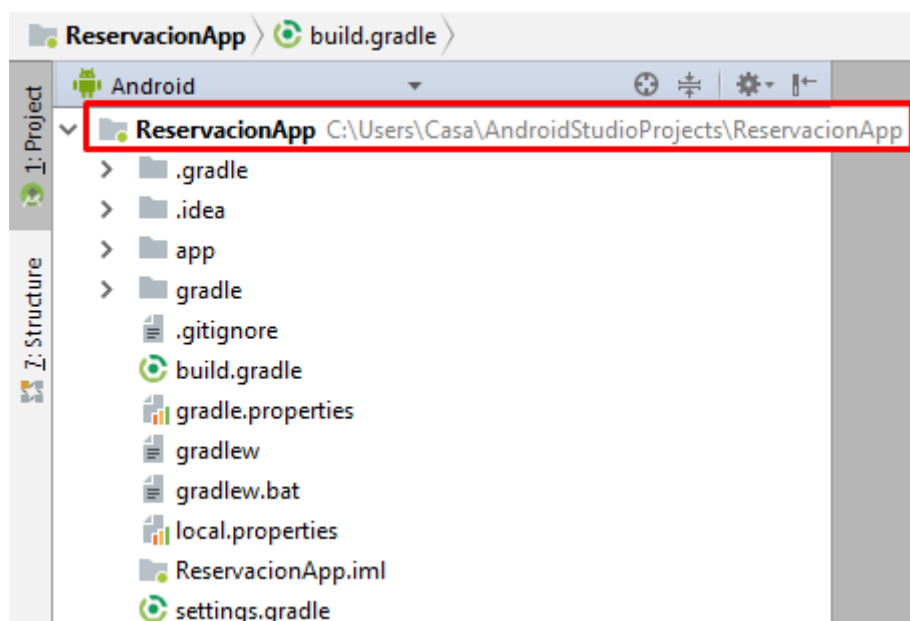 ReservacionApp build.gradle
Android
1: Project
7: Structure
ReservacionApp C:\Users\Casa\AndroidStudioProjects\ReservacionApp
.gradle
.idea
app
gradle
.gitignore
build.gradle
gradle.properties
gradlew
gradlew.bat
local.properties
ReservacionApp.iml
settings.gradle